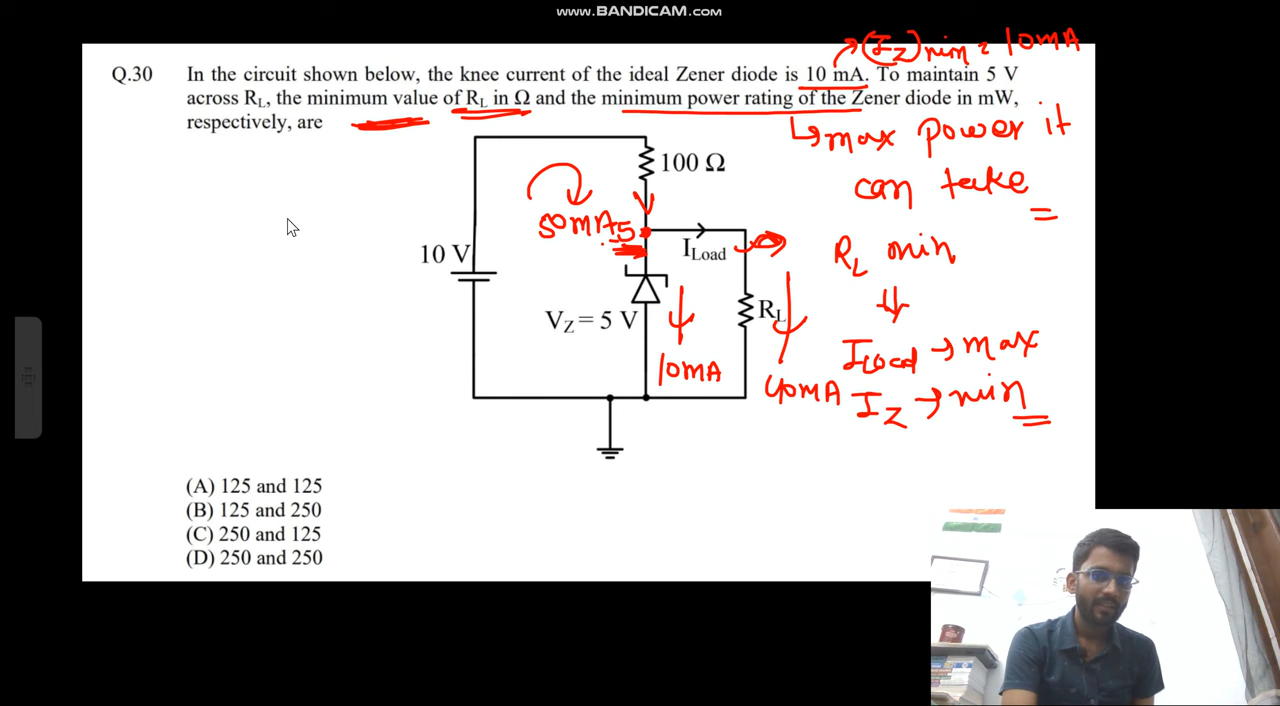 www.BANDICAM.com
(Iz)min = 10mA
Q.30 In the circuit shown below, the knee current of the ideal Zener diode is 10 mA. To maintain 5 V
across RL, the minimum value of RL in Ω and the minimum power rating of the Zener diode in mW,
respectively, are
max power it
can take
100 Ω
50mA
5
ILoad
10 V
RL min
VZ = 5 V
RL
ILoad → max
10mA
40mA
IZ → min
(A) 125 and 125
(B) 125 and 250
(C) 250 and 125
(D) 250 and 250